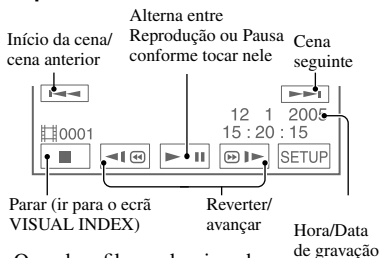 Alterna entre
Reprodução ou Pausa
conforme tocar nele
Início da cena/
cena anterior
Cena
seguinte
12 1 2005
0001
15 : 20 : 15
SETUP
Parar (ir para o ecrã
VISUAL INDEX)
Reverter/
avançar
Hora/Data
de gravação